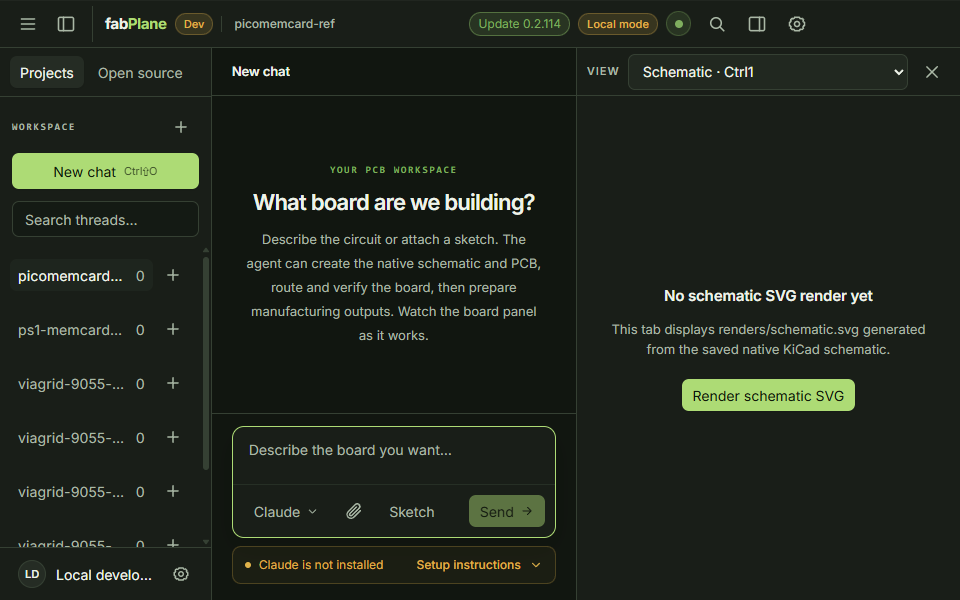 fabPlane Dev picomemcard-ref Update 0.2.114 Local mode
Projects Open source
WORKSPACE
New chat Ctrl⇧O
Search threads...
picomemcard... 0
ps1-memcard... 0
viagrid-9055-... 0
viagrid-9055-... 0
viagrid-9055-... 0
viagrid-9055- 0
LD Local develo...
New chat
YOUR PCB WORKSPACE
What board are we building?
Describe the circuit or attach a sketch. The
agent can create the native schematic and PCB,
route and verify the board, then prepare
manufacturing outputs. Watch the board panel
as it works.
Describe the board you want...
Claude Sketch Send
Claude is not installed Setup instructions
VIEW Schematic · Ctrl1
No schematic SVG render yet
This tab displays renders/schematic.svg generated
from the saved native KiCad schematic.
Render schematic SVG